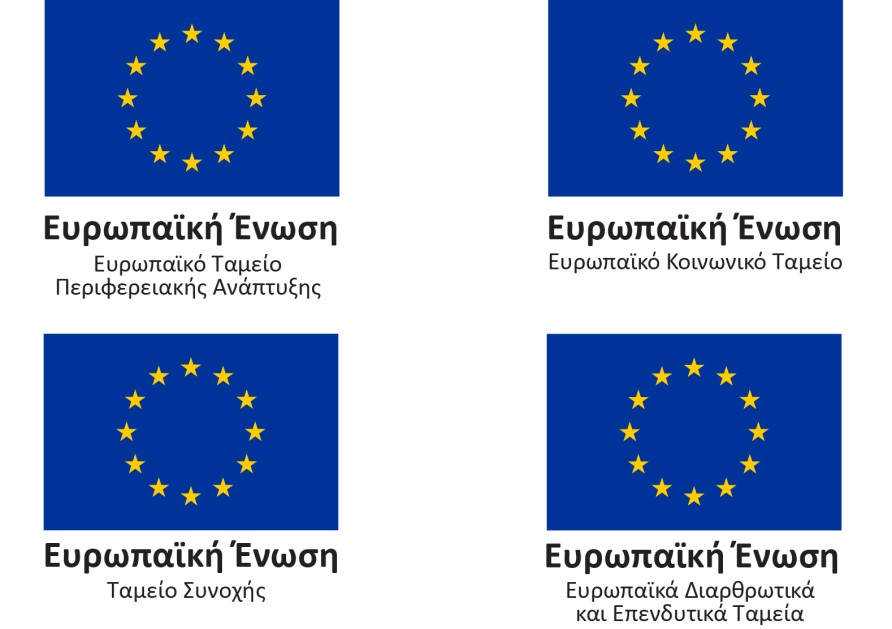 Ευρωπαϊκή Ένωση
Ευρωπαϊκό Ταμείο
Περιφερειακής Ανάπτυξης
Ευρωπαϊκή Ένωση
Ευρωπαϊκό Κοινωνικό Ταμείο
Ευρωπαϊκή Ένωση
Ταμείο Συνοχής
Ευρωπαϊκή Ένωση
Ευρωπαϊκά Διαρθρωτικά
και Επενδυτικά Ταμεία